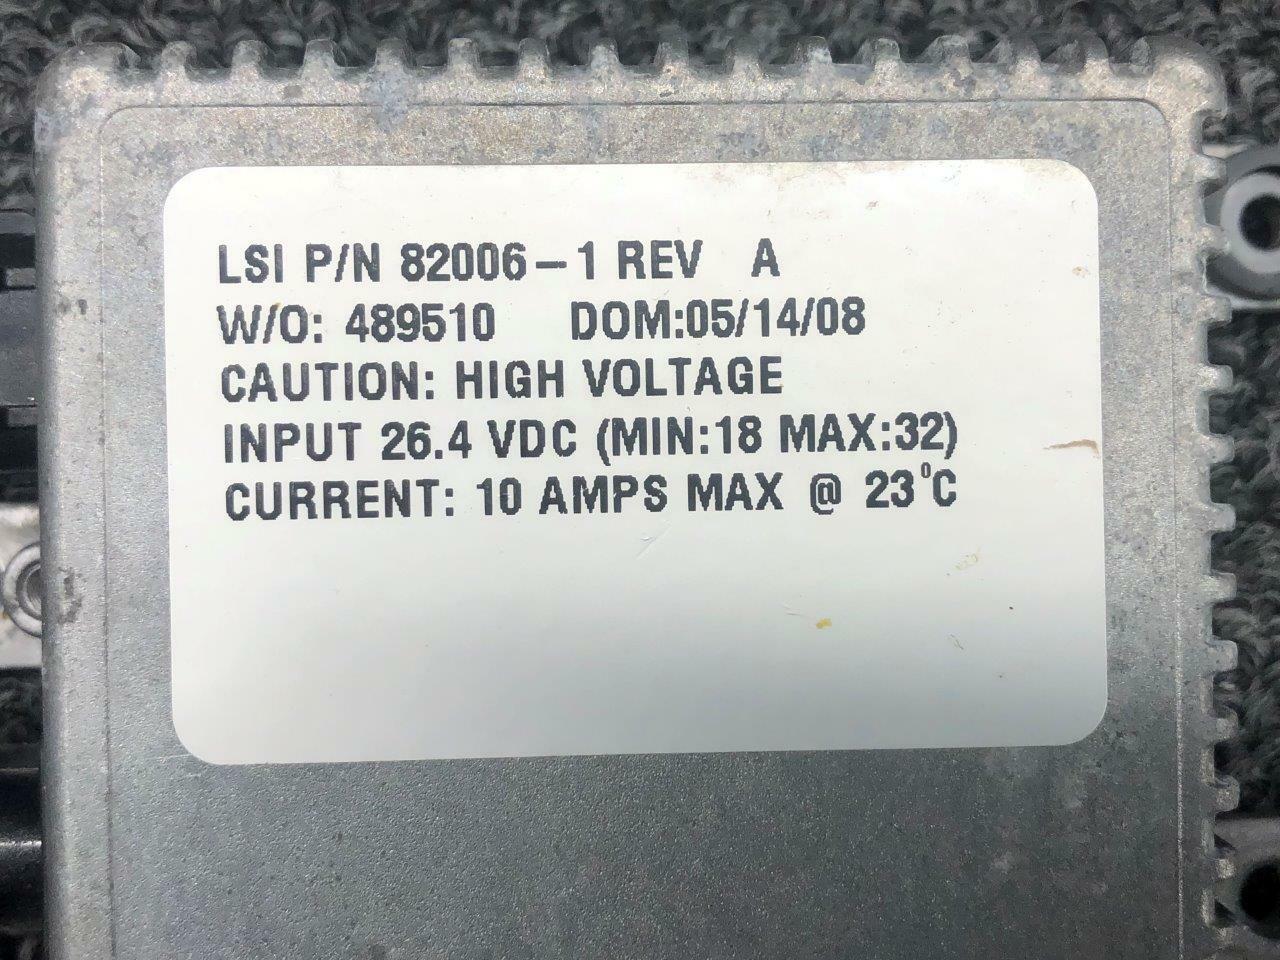 LSI P/N 82006-1 REV A
W/O: 489510 DOM:05/14/08
CAUTION: HIGH VOLTAGE
INPUT 26.4 VDC (MIN:18 MAX:32)
CURRENT: 10 AMPS MAX @ 23°C